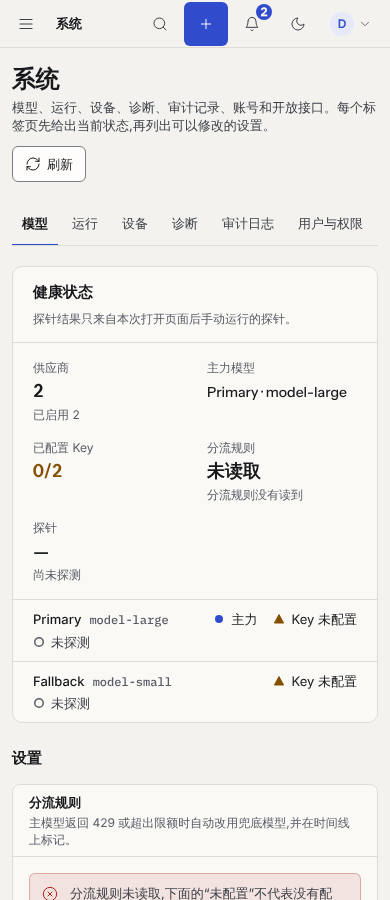 系统
2
D
系统
模型、运行、设备、诊断、审计记录、账号和开放接口。每个标
签页先给出当前状态,再列出可以修改的设置。
刷新
模型 运行 设备 诊断 审计日志 用户与权限
健康状态
探针结果只来自本次打开页面后手动运行的探针。
供应商 主力模型
2 Primary·model-large
已启用 2
已配置 Key 分流规则
0/2 未读取
分流规则没有读到
探针
—
尚未探测
Primary model-large 主力 Key 未配置
未探测
Fallback model-small Key 未配置
未探测
设置
分流规则
主模型返回 429 或超出限额时自动改用兜底模型,并在时间线
上标记。
分流规则未读取,下面的“未配置”不代表没有配